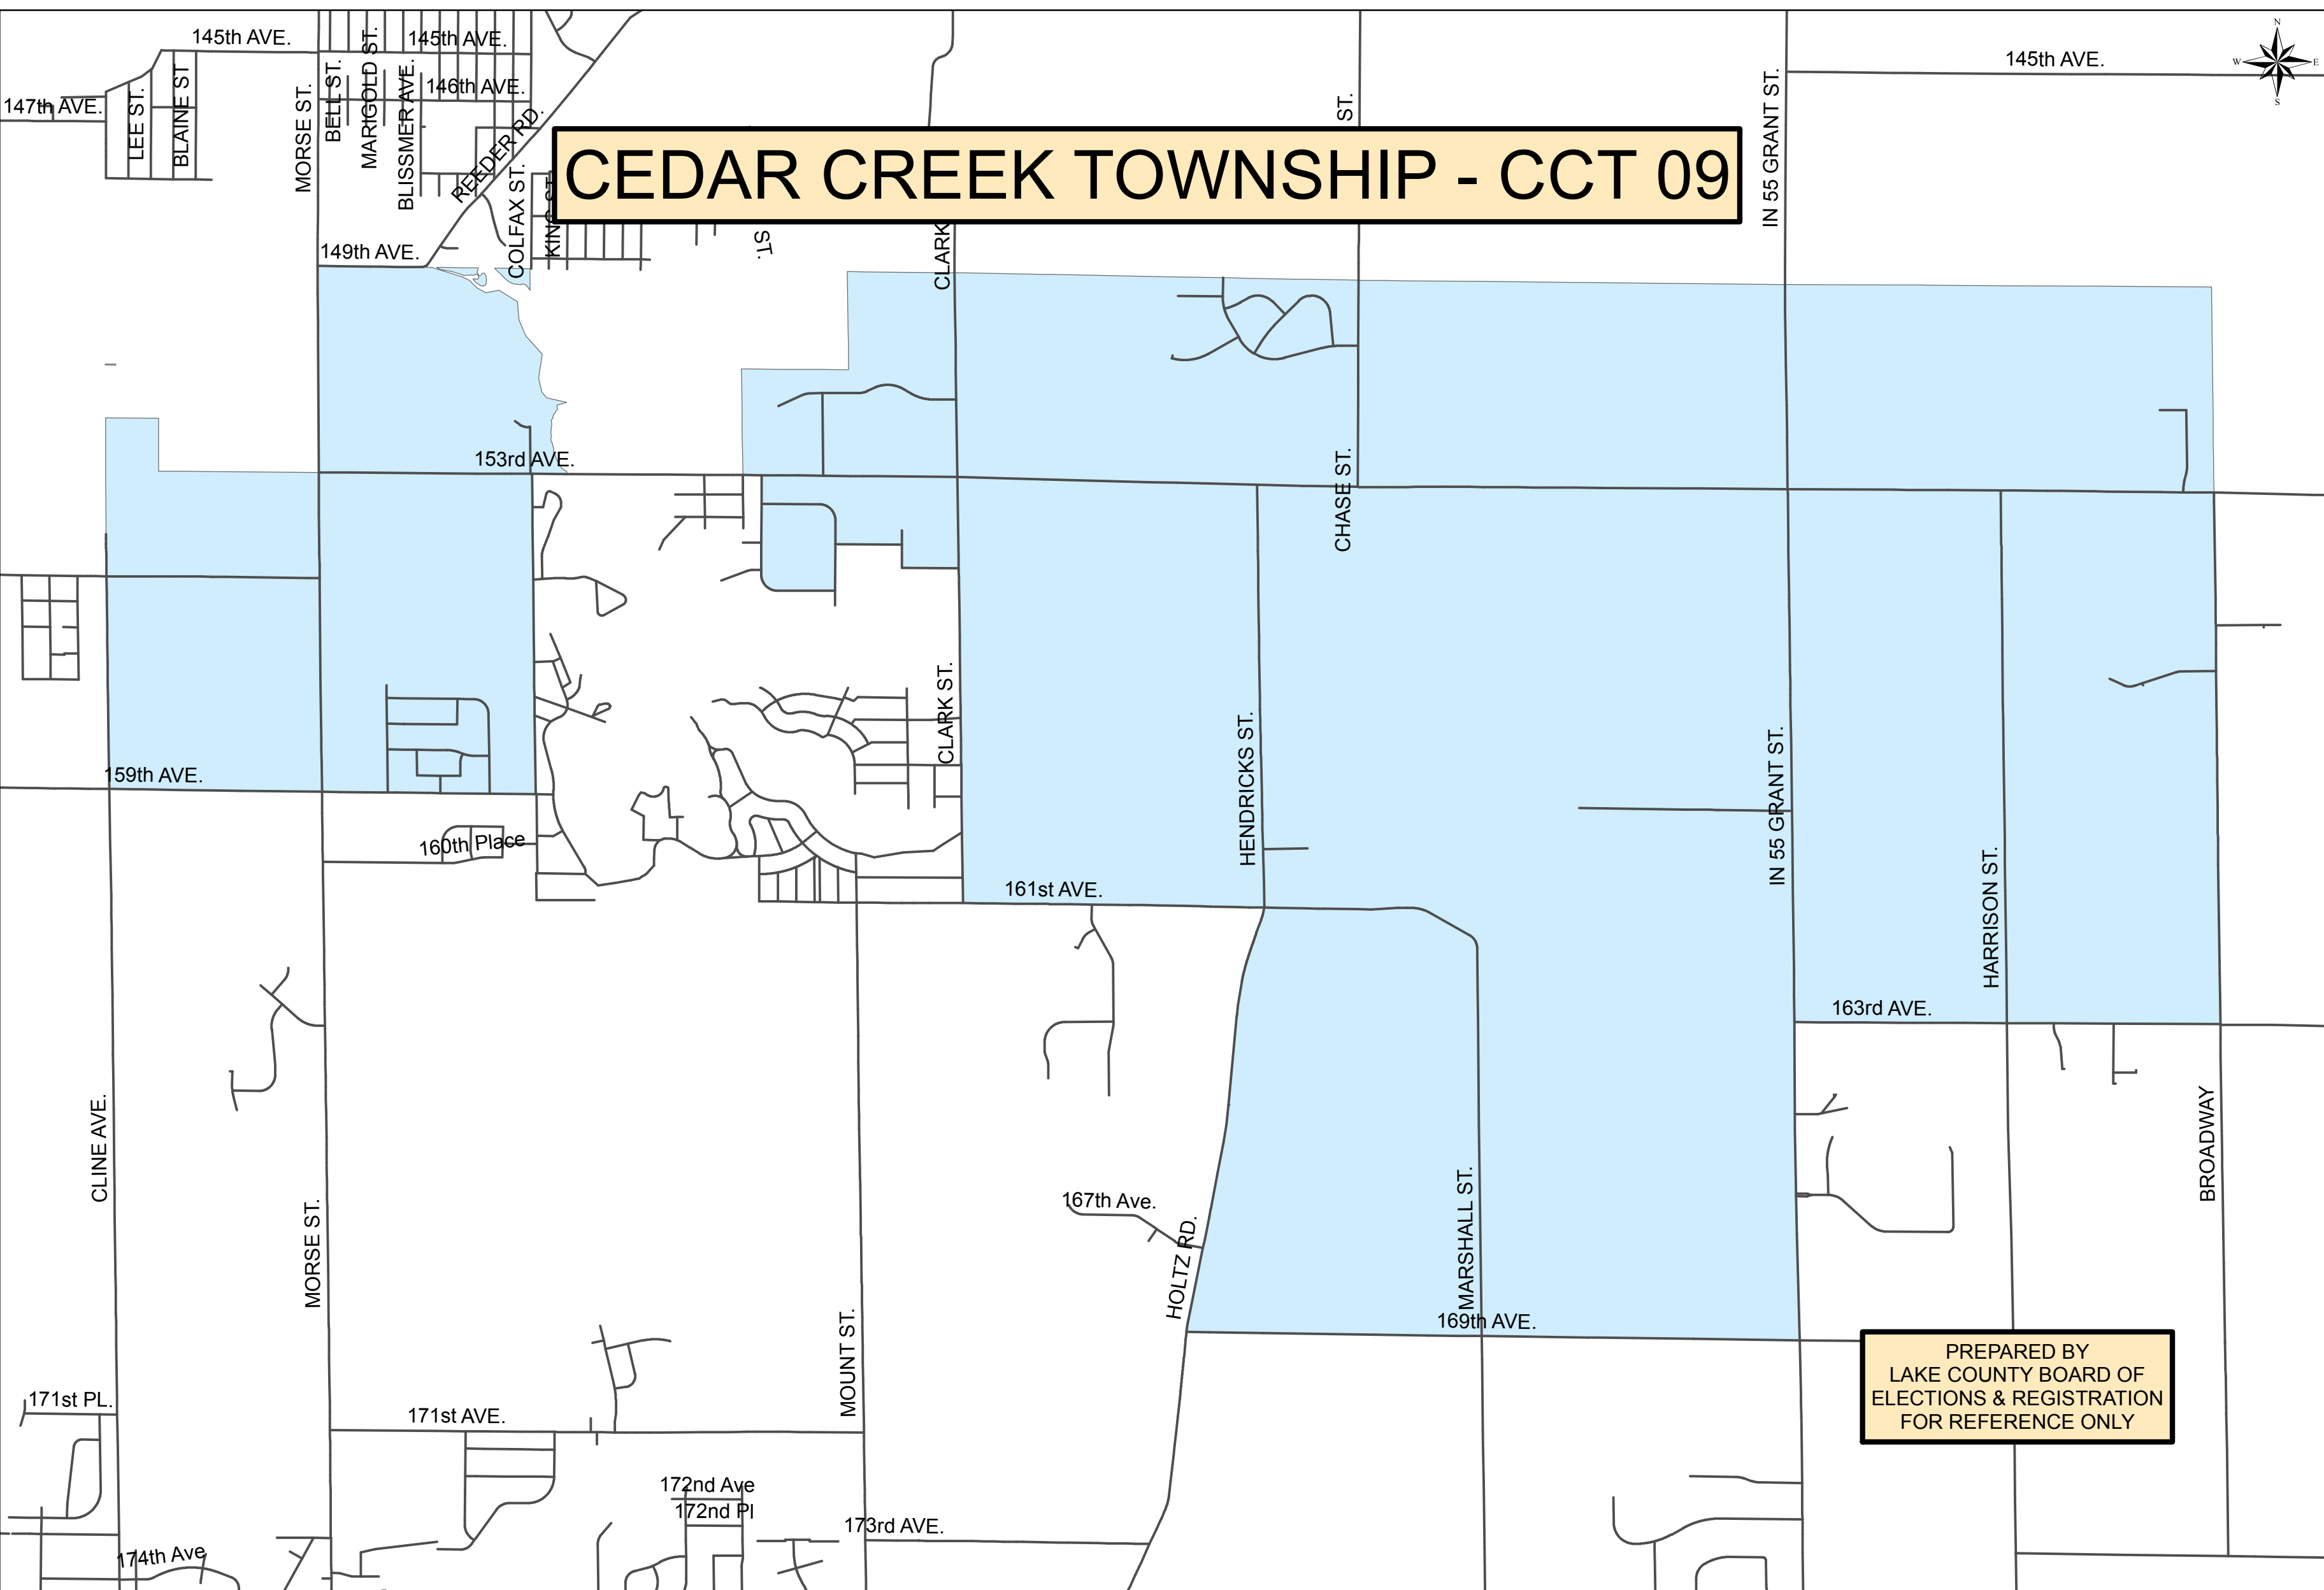 N
145th AVE.
145th AVE.
145th AVE.
W
E
S
147th AVE.
LEE ST.
BLAINE ST
MORSE ST.
BELL ST.
MARIGOLD ST.
BLISSMER AVE.
146th AVE.
REEDER RD.
COLFAX ST.
KING ST.
ST.
CLARK
ST.
IN 55 GRANT ST.
CEDAR CREEK TOWNSHIP - CCT 09
149th AVE.
153rd AVE.
CHASE ST.
CLARK ST.
HENDRICKS ST.
IN 55 GRANT ST.
HARRISON ST.
159th AVE.
160th Place
161st AVE.
163rd AVE.
CLINE AVE.
MORSE ST.
MOUNT ST.
167th Ave.
HOLTZ RD.
MARSHALL ST.
BROADWAY
169th AVE.
PREPARED BY
LAKE COUNTY BOARD OF
ELECTIONS & REGISTRATION
FOR REFERENCE ONLY
171st PL.
171st AVE.
172nd Ave
172nd Pl
173rd AVE.
174th Ave